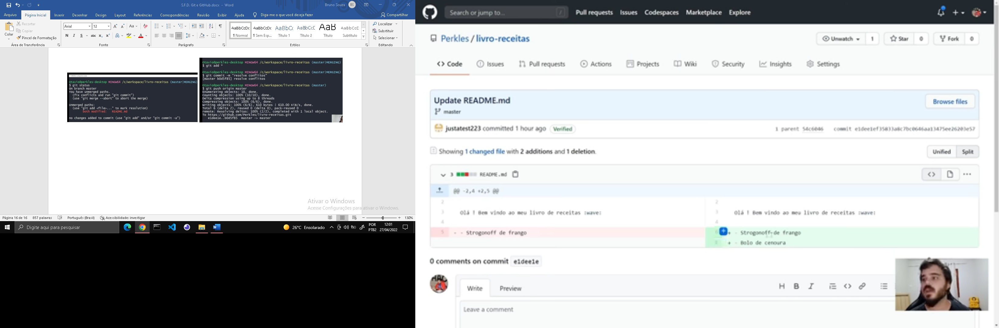 S.F.D. Git e GitHub.docx - Word
Bruno Souza BS
Arquivo Página Inicial Inserir Desenhar Design Layout Referências Correspondências Revisão Exibir Ajuda Diga-me o que você deseja fazer Compartilhar
Colar
Recortar
Copiar
Pincel de Formatação
Área de Transferência
Arial 12
Fonte
Parágrafo
AaBbCcDc AaBbCcDc AaBbCc AaBbCcD AaB AaBbCcD
¶ Normal ¶ Sem Esp... Título 1 Título 2 Título Subtítulo
Estilos
Localizar
Substituir
Selecionar
Editando
Otavio@perkles-desktop MINGW64 /c/workspace/livro-receitas (master|MERGING)
$ git status
On branch master
You have unmerged paths.
(fix conflicts and run "git commit")
(use "git merge --abort" to abort the merge)
Unmerged paths:
(use "git add <file>..." to mark resolution)
both modified: README.md
no changes added to commit (use "git add" and/or "git commit -a")
Otavio@perkles-desktop MINGW64 /c/workspace/livro-receitas (master|MERGING)
$ git add *
Otavio@perkles-desktop MINGW64 /c/workspace/livro-receitas (master|MERGING)
$ git commit -m "resolve conflitos"
[master b0d5f85] resolve conflitos
Otavio@perkles-desktop MINGW64 /c/workspace/livro-receitas (master)
$ git push origin master
Enumerating objects: 10, done.
Counting objects: 100% (10/10), done.
Delta compression using up to 8 threads
Compressing objects: 100% (6/6), done.
Writing objects: 100% (6/6), 610 bytes | 610.00 KiB/s, done.
Total 6 (delta 2), reused 0 (delta 0), pack-reused 0
remote: Resolving deltas: 100% (2/2), completed with 1 local object.
To https://github.com/Perkles/livro-receitas.git
e1dee1e..b0d5f85 master -> master
Ativar o Windows
Acesse Configurações para ativar o Windows.
Página 16 de 16 857 palavras Português (Brasil) Acessibilidade: investigar 130%
Digite aqui para pesquisar
26°C Ensolarado
POR
PTB2
12:01
27/04/2022
Search or jump to... / Pull requests Issues Codespaces Marketplace Explore
Perkles / livro-receitas
Unwatch 1 Star 0 Fork 0
Code Issues Pull requests Actions Projects Wiki Security Insights Settings
Update README.md
Browse files
master
justatest223 committed 1 hour ago Verified
1 parent 54c6046 commit e1dee1ef35833a8c7bc0646aa13475ee26203e57
Showing 1 changed file with 2 additions and 1 deletion.
Unified Split
3 README.md
@@ -2,4 +2,5 @@
2 2
3 Olá ! Bem vindo ao meu livro de receitas :wave: 3 Olá ! Bem vindo ao meu livro de receitas :wave:
4 4
5 - - Strogonoff de frango + - Strogonoff de frango
+ - Bolo de cenoura
0 comments on commit e1dee1e
Write Preview
H B I
Leave a comment